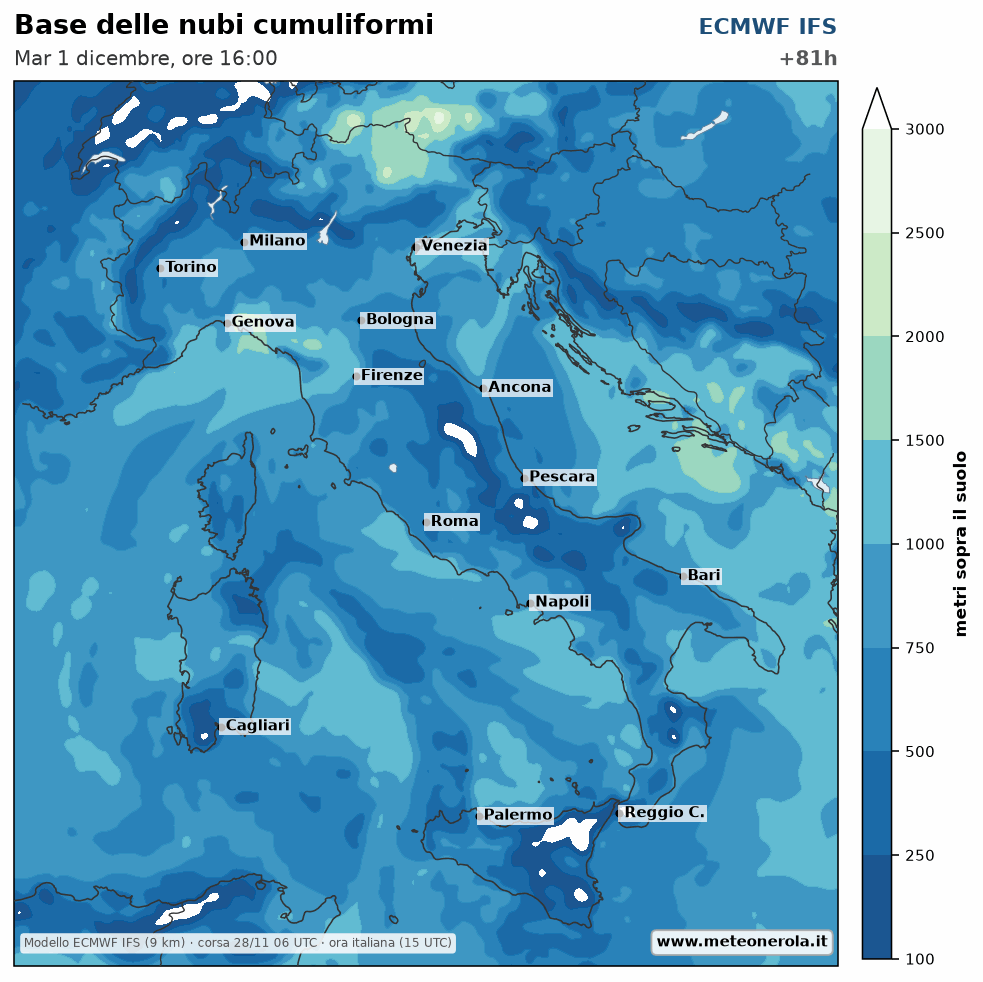 Base delle nubi cumuliformi
ECMWF IFS
Mar 1 dicembre, ore 16:00
+81h
Milano
Venezia
Torino
Genova
Bologna
Firenze
Ancona
Pescara
Roma
Bari
Napoli
Cagliari
Palermo
Reggio C.
3000
2500
2000
1500
1000
750
500
250
100
metri sopra il suolo
Modello ECMWF IFS (9 km) · corsa 28/11 06 UTC · ora italiana (15 UTC)
www.meteonerola.it